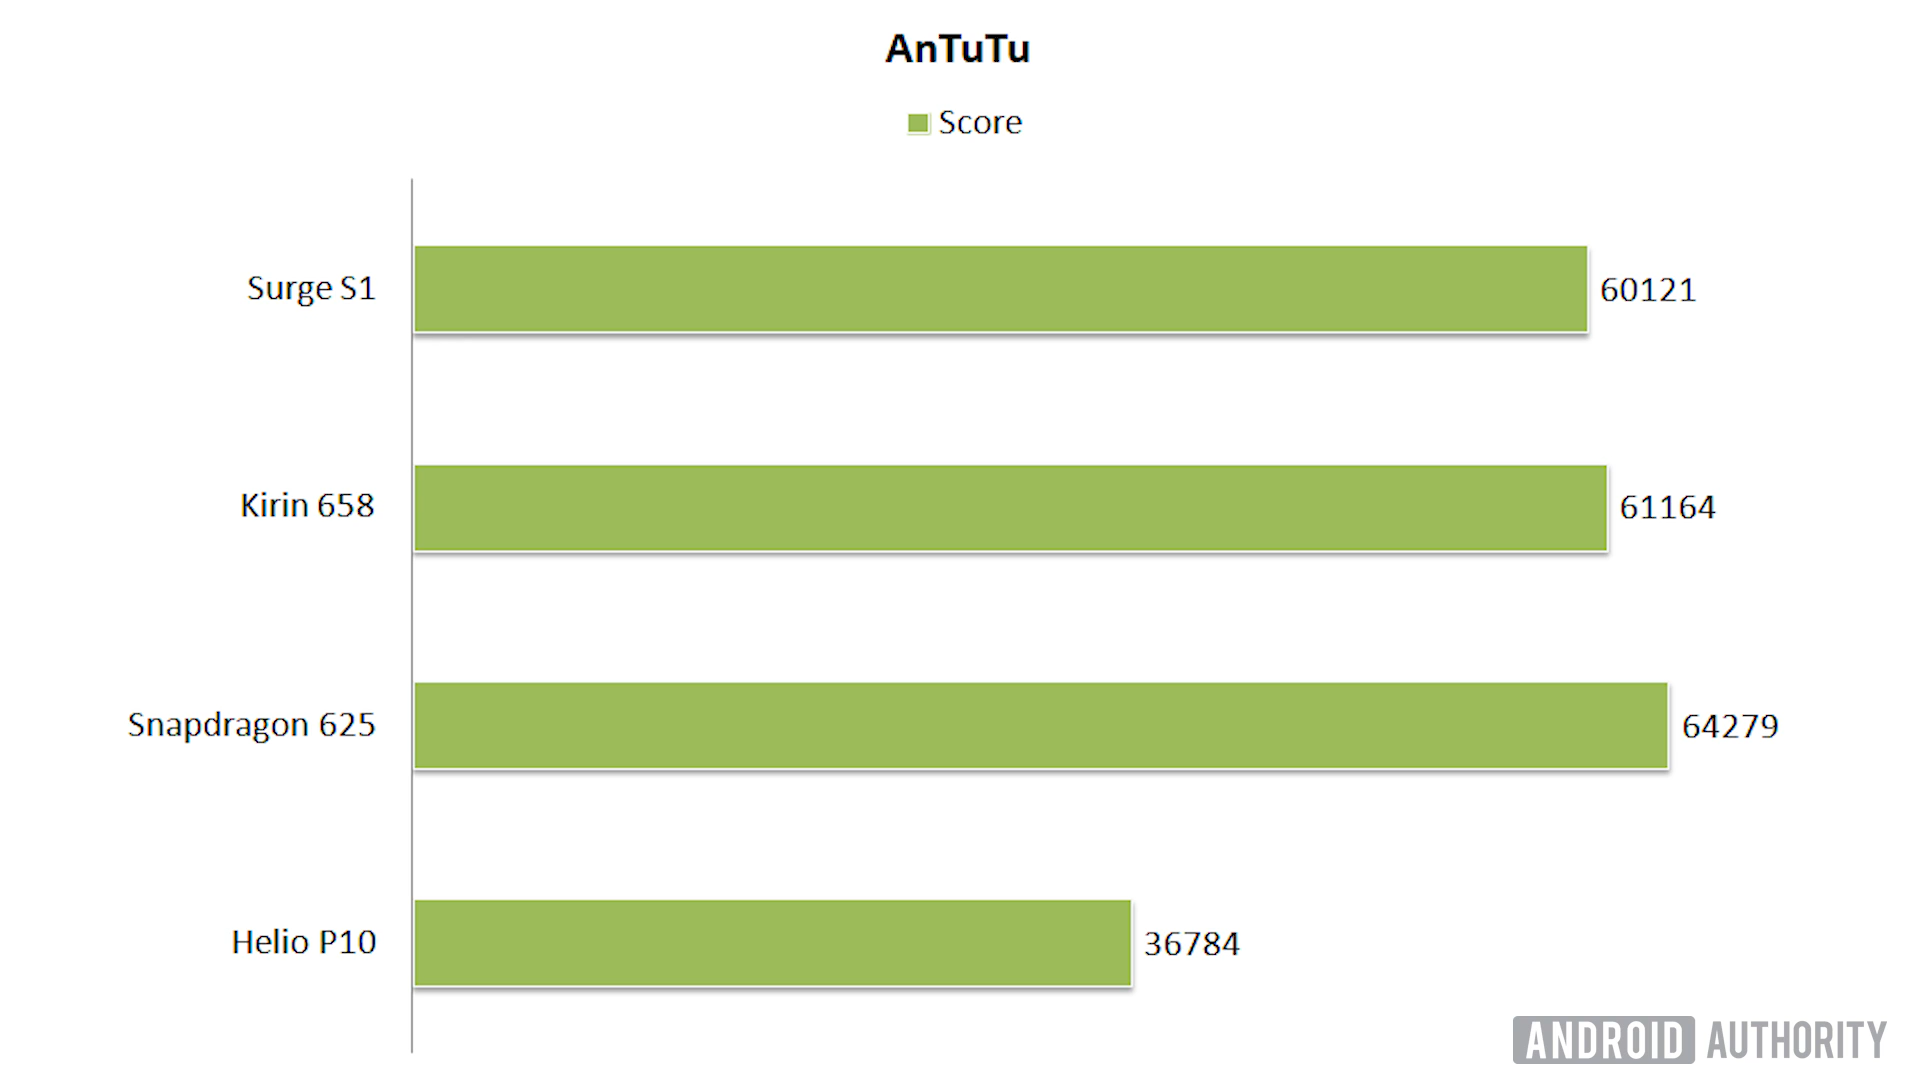 AnTuTu
Score
Surge S1
60121
Kirin 658
61164
Snapdragon 625
64279
Helio P10
36784
ANDROID AUTHORITY